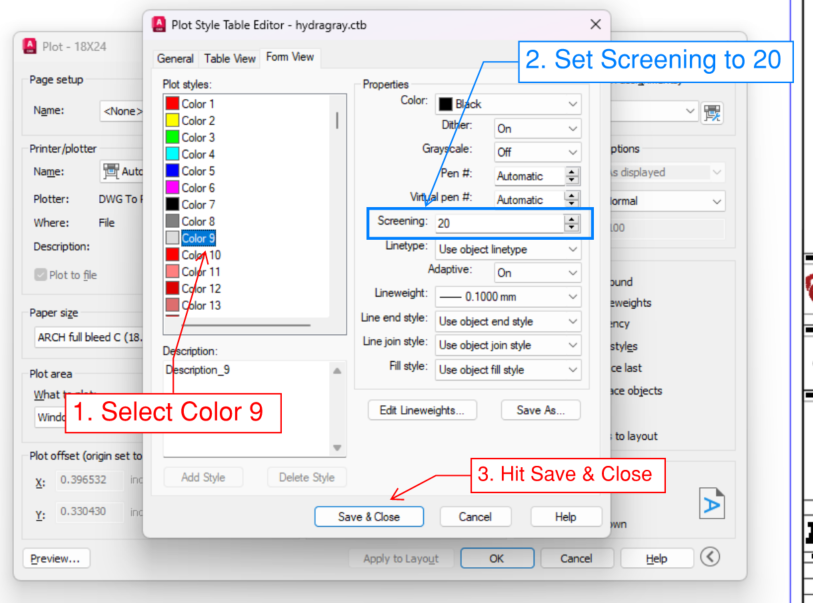 Plot Style Table Editor - hydragray.ctb
Plot - 18X24
General Table View Form View
2. Set Screening to 20
Page setup
Name: <None>
Plot styles:
Color 1
Color 2
Color 3
Color 4
Color 5
Color 6
Color 7
Color 8
Color 9
Color 10
Color 11
Color 12
Color 13
Description:
Description_9
Add Style Delete Style
Properties
Color: Black
Dither: On
Grayscale: Off
Pen #: Automatic
Virtual pen #: Automatic
Screening: 20
Linetype: Use object linetype
Adaptive: On
Lineweight: 0.1000 mm
Line end style: Use object end style
Line join style: Use object join style
Fill style: Use object fill style
Edit Lineweights... Save As...
1. Select Color 9
3. Hit Save & Close
Save & Close Cancel Help
Printer/plotter
Name: Auto
Plotter: DWG To
Where: File
Description:
Plot to file
Paper size
ARCH full bleed C (18.
Plot area
What to plot:
Windo
Plot offset (origin set to
X: 0.396532 inc
Y: 0.330430 inc
ptions
s displayed
ormal
100
ound
eweights
ncy
styles
ce last
ace objects
to layout
own
A
Preview... Apply to Layout OK Cancel Help